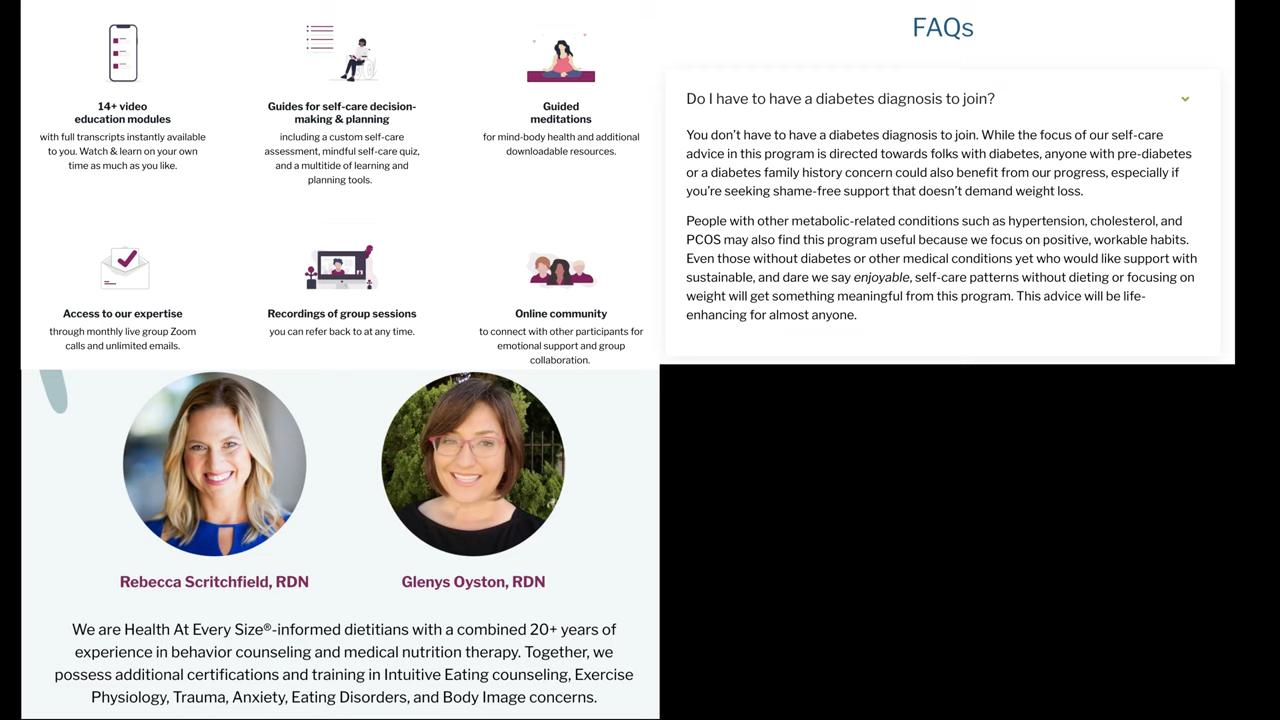 14+ video
education modules
with full transcripts instantly available
to you. Watch & learn on your own
time as much as you like.
Guides for self-care decision-
making & planning
including a custom self-care
assessment, mindful self-care quiz,
and a multitide of learning and
planning tools.
Guided
meditations
for mind-body health and additional
downloadable resources.
Access to our expertise
through monthly live group Zoom
calls and unlimited emails.
Recordings of group sessions
you can refer back to at any time.
Online community
to connect with other participants for
emotional support and group
collaboration.
FAQs
Do I have to have a diabetes diagnosis to join?
You don’t have to have a diabetes diagnosis to join. While the focus of our self-care
advice in this program is directed towards folks with diabetes, anyone with pre-diabetes
or a diabetes family history concern could also benefit from our progress, especially if
you’re seeking shame-free support that doesn’t demand weight loss.
People with other metabolic-related conditions such as hypertension, cholesterol, and
PCOS may also find this program useful because we focus on positive, workable habits.
Even those without diabetes or other medical conditions yet who would like support with
sustainable, and dare we say enjoyable, self-care patterns without dieting or focusing on
weight will get something meaningful from this program. This advice will be life-
enhancing for almost anyone.
Rebecca Scritchfield, RDN
Glenys Oyston, RDN
We are Health At Every Size®-informed dietitians with a combined 20+ years of
experience in behavior counseling and medical nutrition therapy. Together, we
possess additional certifications and training in Intuitive Eating counseling, Exercise
Physiology, Trauma, Anxiety, Eating Disorders, and Body Image concerns.